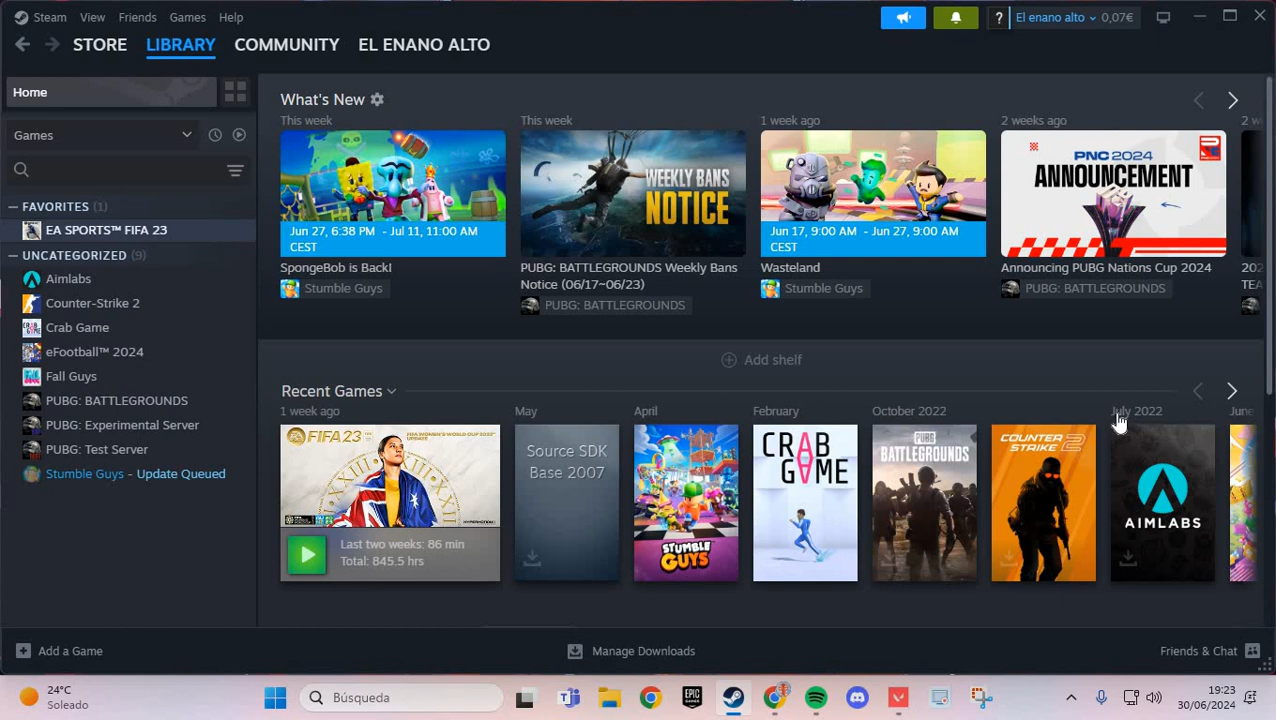 Steam View Friends Games Help
? El enano alto 0,07€
STORE LIBRARY COMMUNITY EL ENANO ALTO
Home
Games
FAVORITES (1)
EA SPORTS™ FIFA 23
UNCATEGORIZED (9)
Aimlabs
Counter-Strike 2
Crab Game
eFootball™ 2024
Fall Guys
PUBG: BATTLEGROUNDS
PUBG: Experimental Server
PUBG: Test Server
Stumble Guys - Update Queued
What's New
This week
Jun 27, 6:38 PM - Jul 11, 11:00 AM
CEST
SpongeBob is Back!
Stumble Guys
This week
WEEKLY BANS
NOTICE
PUBG: BATTLEGROUNDS Weekly Bans
Notice (06/17~06/23)
PUBG: BATTLEGROUNDS
1 week ago
Jun 17, 9:00 AM - Jun 27, 9:00 AM
CEST
Wasteland
Stumble Guys
2 weeks ago
PNC 2024
ANNOUNCEMENT
Announcing PUBG Nations Cup 2024
PUBG: BATTLEGROUNDS
2 w
202
TEA
Add shelf
Recent Games
1 week ago
FIFA 23
Last two weeks: 86 min
Total: 845.5 hrs
May
Source SDK
Base 2007
April
STUMBLE
GUYS
February
CRAB
GAME
October 2022
PUBG
BATTLEGROUNDS
COUNTER
STRIKE 2
July 2022
AIMLABS
June
Add a Game
Manage Downloads
Friends & Chat
24°C
Soleado
Búsqueda
EPIC
GAMES
19:23
30/06/2024